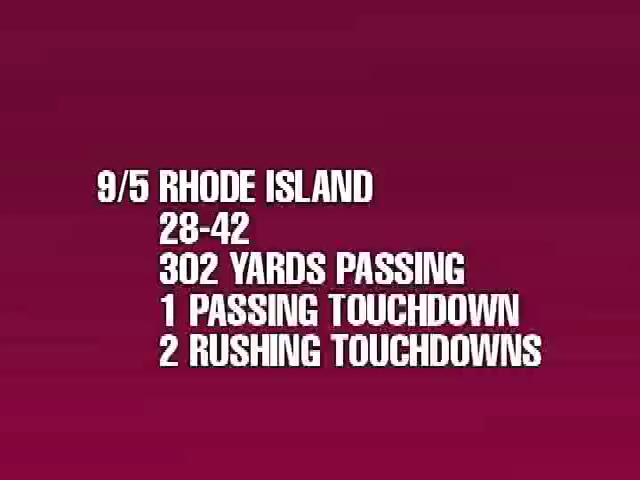 9/5 RHODE ISLAND
28-42
302 YARDS PASSING
1 PASSING TOUCHDOWN
2 RUSHING TOUCHDOWNS